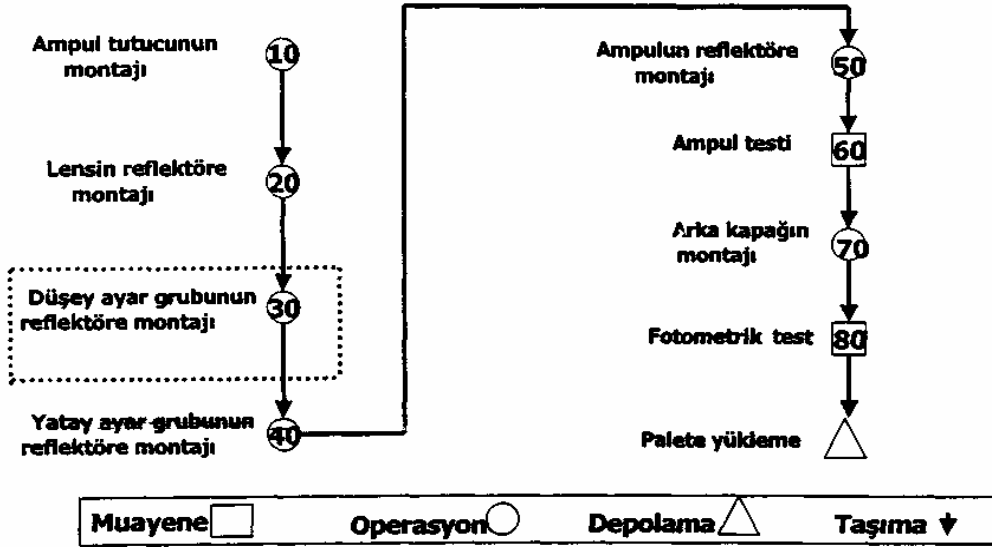 Ampul tutucunun
montajı
10
Lensin reflektöre
montajı
20
Düşey ayar grubunun
reflektöre montajı
30
Yatay ayar grubunun
reflektöre montajı
40
Ampulun reflektöre
montajı
50
Ampul testi
60
Arka kapağın
montajı
70
Fotometrik test
80
Palete yükleme
Muayene Operasyon Depolama Taşıma